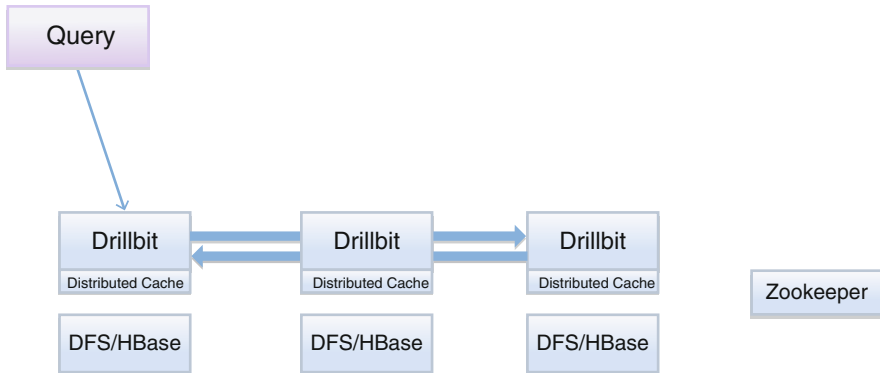 Query
Drillbit
Drillbit
Drillbit
Distributed Cache
Distributed Cache
Distributed Cache
Zookeeper
DFS/HBase
DFS/HBase
DFS/HBase